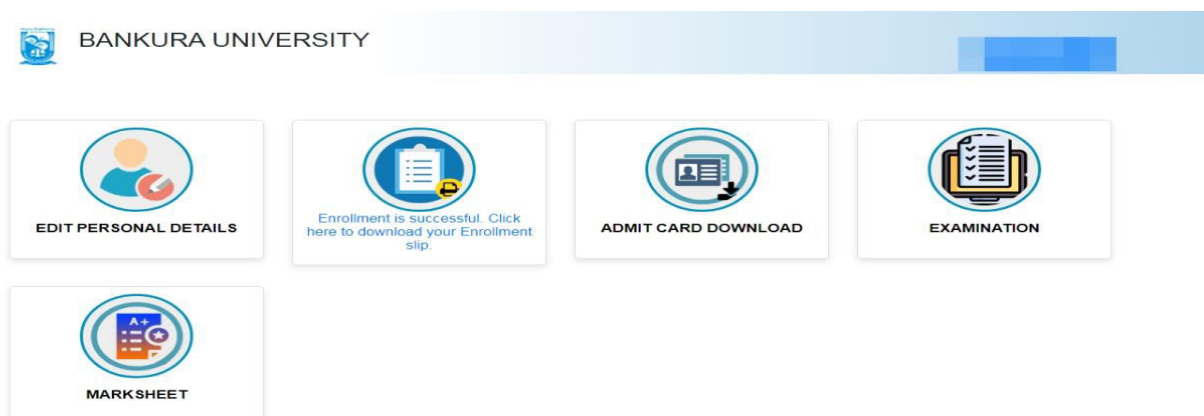 BANKURA UNIVERSITY
EDIT PERSONAL DETAILS
Enrollment is successful. Click
here to download your Enrollment
slip.
ADMIT CARD DOWNLOAD
EXAMINATION
A+
MARKSHEET